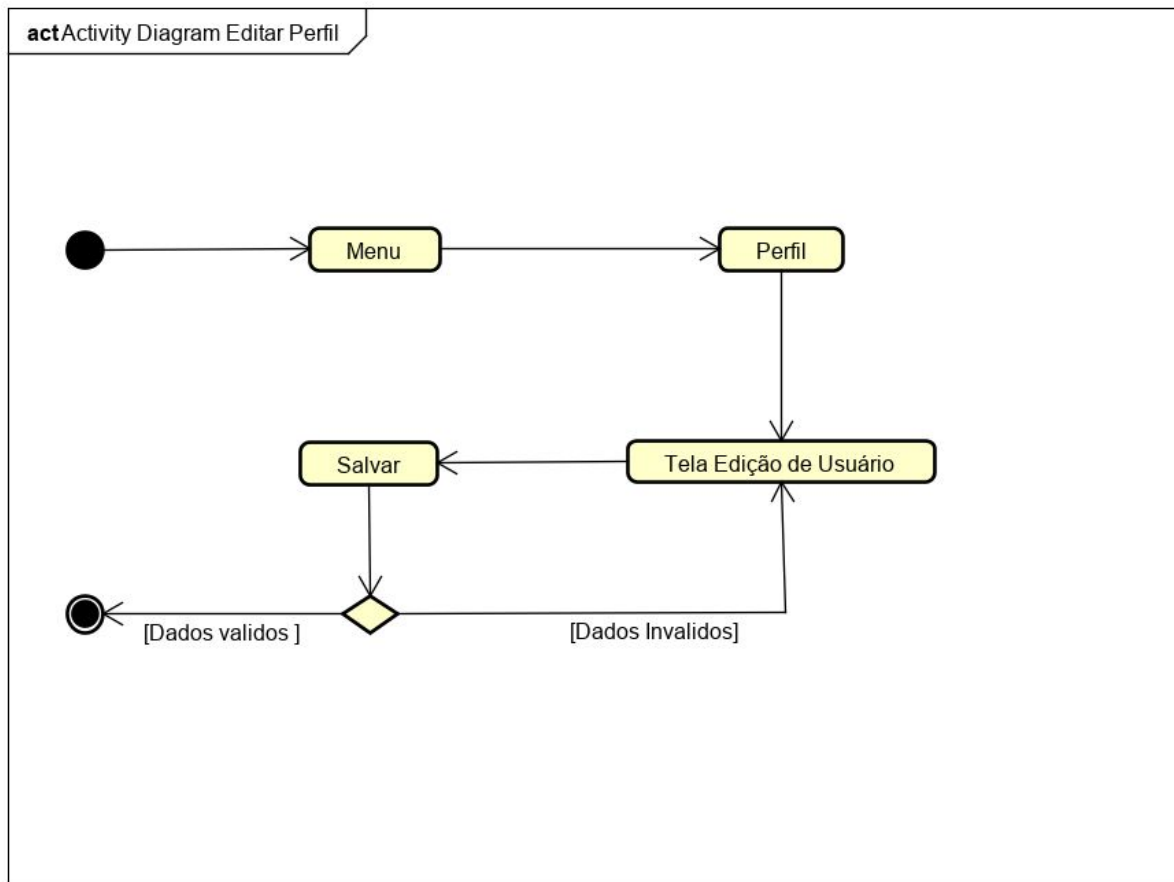 act Activity Diagram Editar Perfil
Menu
Perfil
Salvar
Tela Edição de Usuário
[Dados validos ]
[Dados Invalidos]